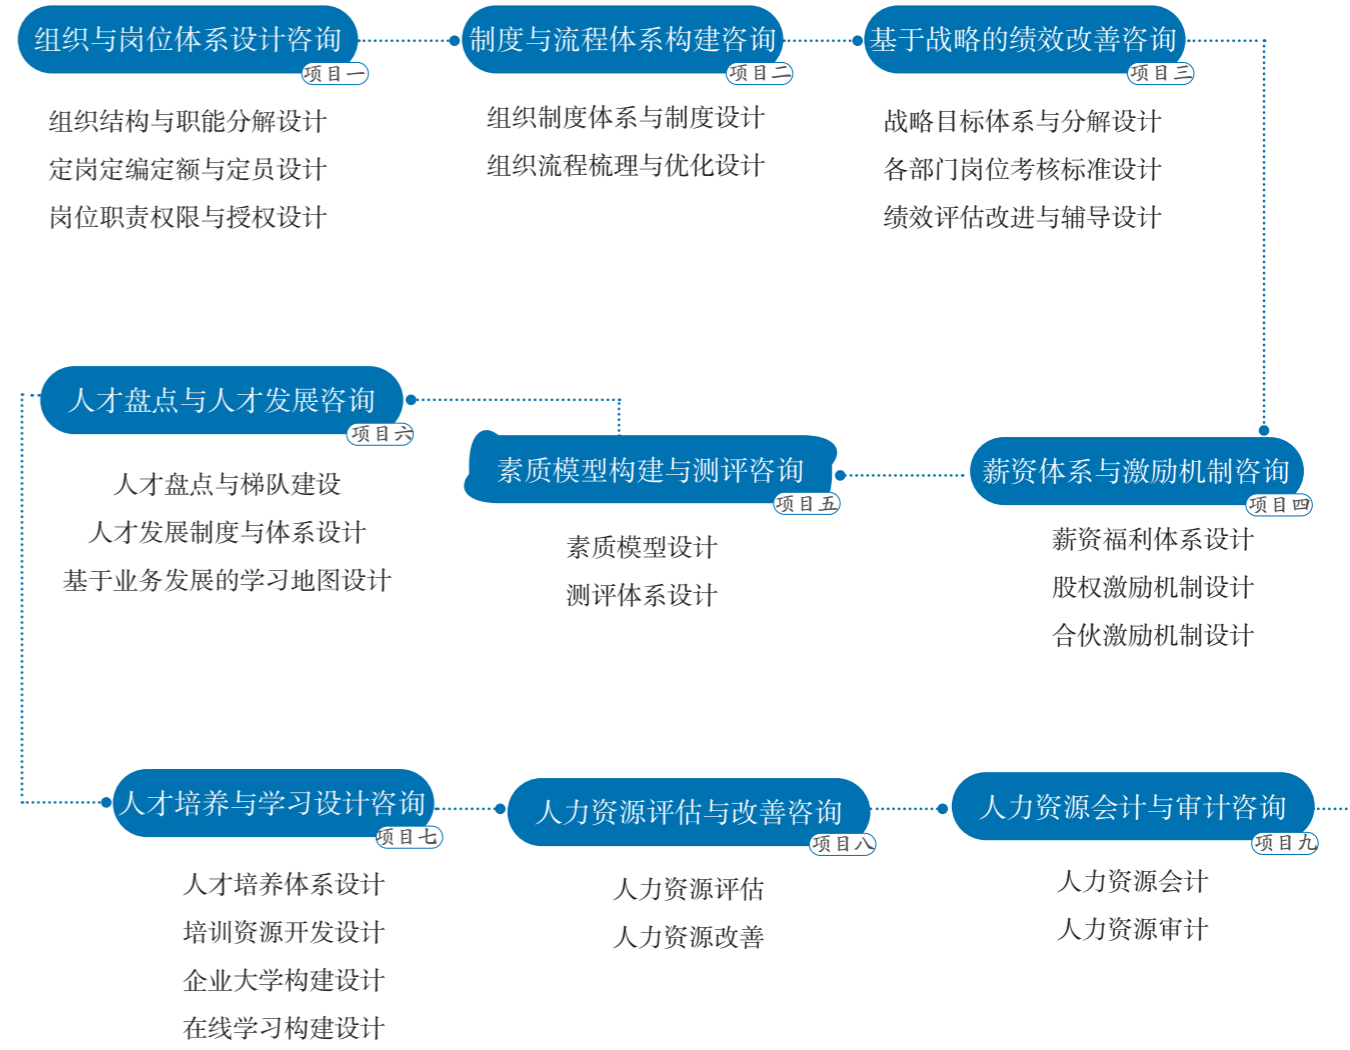 组织与岗位体系设计咨询
项目一
组织结构与职能分解设计
定岗定编定额与定员设计
岗位职责权限与授权设计
制度与流程体系构建咨询
项目二
组织制度体系与制度设计
组织流程梳理与优化设计
基于战略的绩效改善咨询
项目三
战略目标体系与分解设计
各部门岗位考核标准设计
绩效评估改进与辅导设计
薪资体系与激励机制咨询
项目四
薪资福利体系设计
股权激励机制设计
合伙激励机制设计
素质模型构建与测评咨询
项目五
素质模型设计
测评体系设计
人才盘点与人才发展咨询
项目六
人才盘点与梯队建设
人才发展制度与体系设计
基于业务发展的学习地图设计
人才培养与学习设计咨询
项目七
人才培养体系设计
培训资源开发设计
企业大学构建设计
在线学习构建设计
人力资源评估与改善咨询
项目八
人力资源评估
人力资源改善
人力资源会计与审计咨询
项目九
人力资源会计
人力资源审计